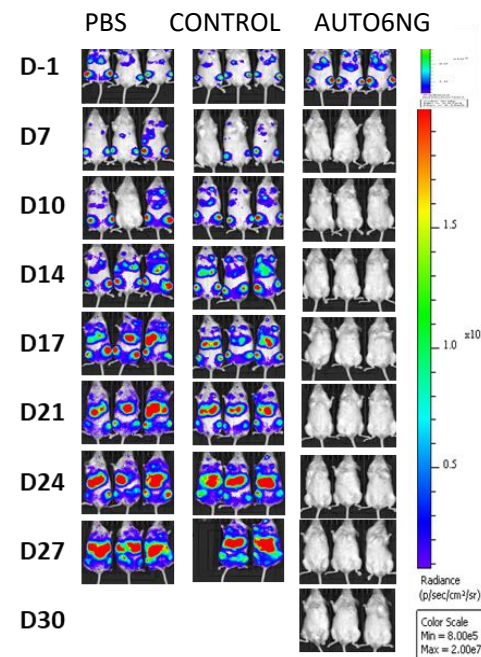 PBS CONTROL AUTO6NG
D-1
D7
D10
D14
D17
D21
D24
D27
D30
1.5
x10
1.0
0.5
Radiance
(p/sec/cm²/sr)
Color Scale
Min = 8.00e5
Max = 2.00e7